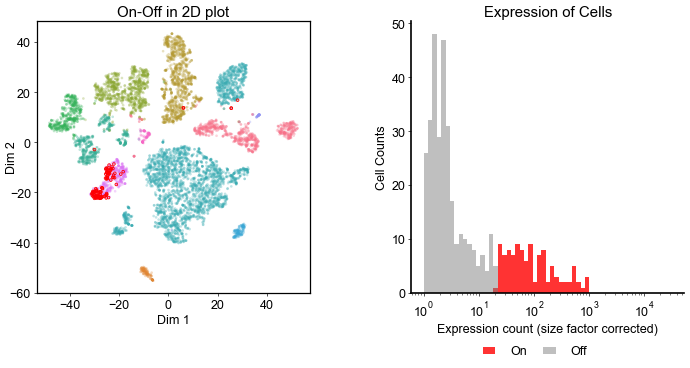 On-Off in 2D plot
40
20
0
−20
−40
−60
Dim 2
−40
−20
0
20
40
Dim 1
Expression of Cells
50
40
30
20
10
0
Cell Counts
10^0
10^1
10^2
10^3
10^4
Expression count (size factor corrected)
On
Off